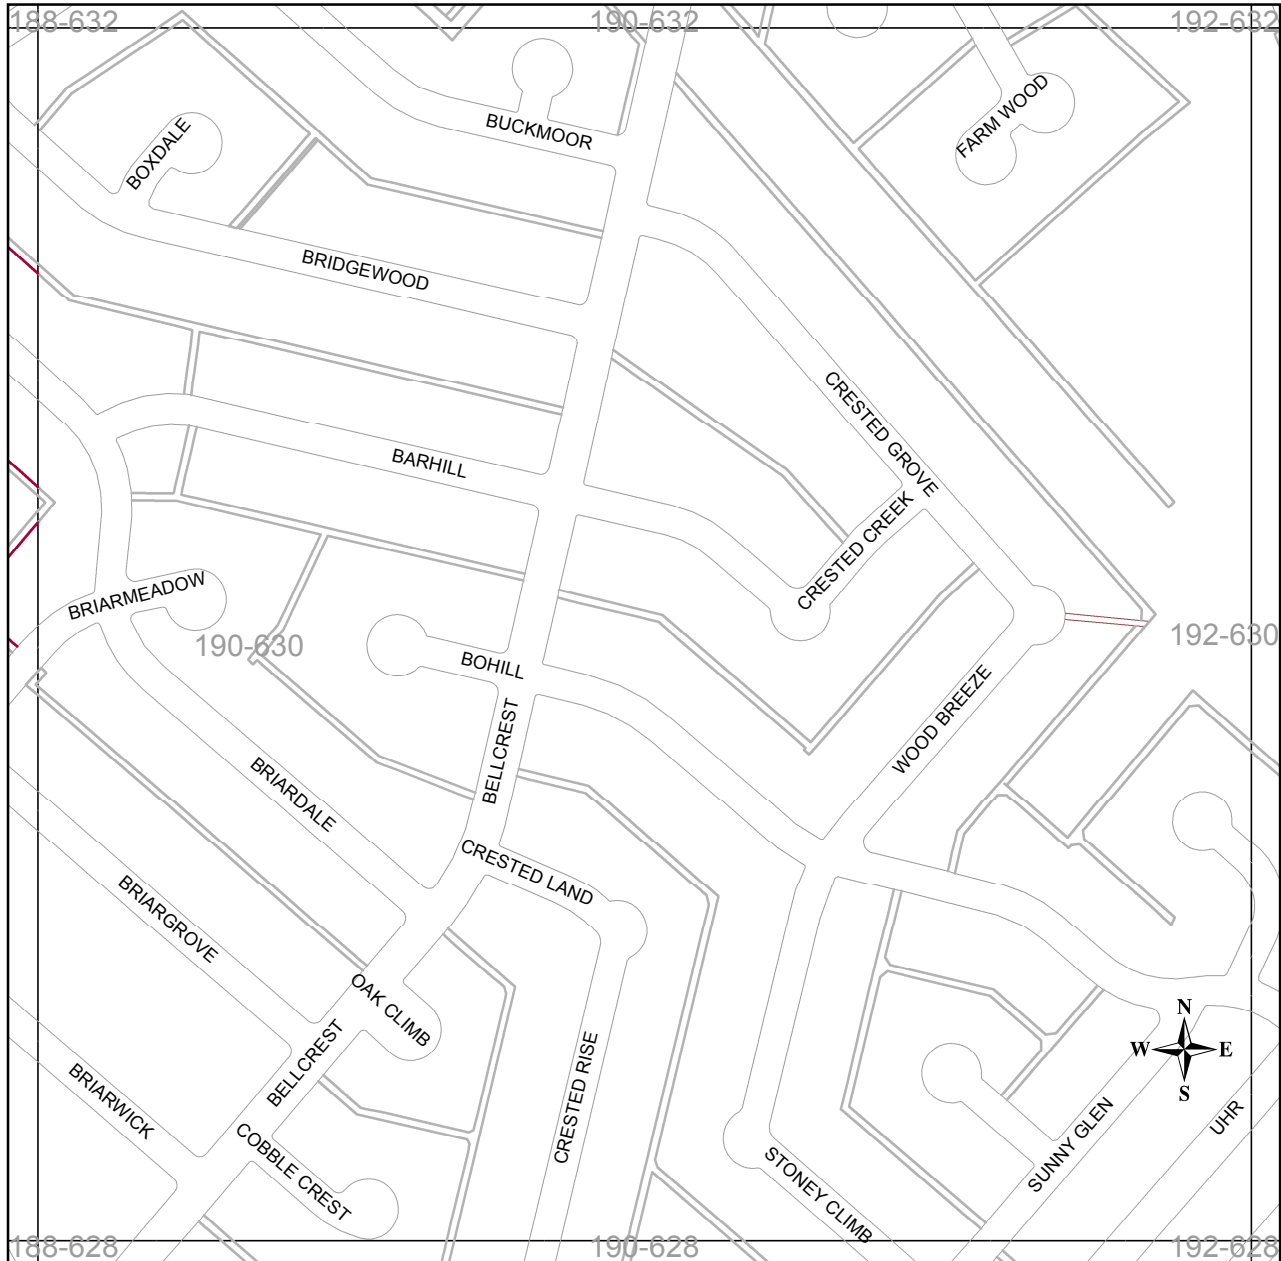 188-632
190-632
192-632
FARM WOOD
BUCKMOOR
BOXDALE
BRIDGEWOOD
CRESTED GROVE
BARHILL
CRESTED CREEK
BRIARMEADOW
190-630
192-630
BOHILL
WOOD BREEZE
BELLCREST
BRIARDALE
CRESTED LAND
BRIARGROVE
OAK CLIMB
N
W
E
S
BELLCREST
CRESTED RISE
BRIARWICK
UHR
SUNNY GLEN
COBBLE CREST
STONEY CLIMB
188-628
190-628
192-628